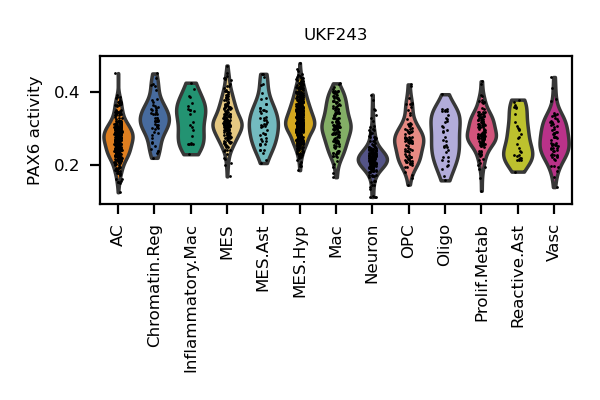 UKF243
PAX6 activity
0.4
0.2
AC
Chromatin.Reg
Inflammatory.Mac
MES
MES.Ast
MES.Hyp
Mac
Neuron
OPC
Oligo
Prolif.Metab
Reactive.Ast
Vasc